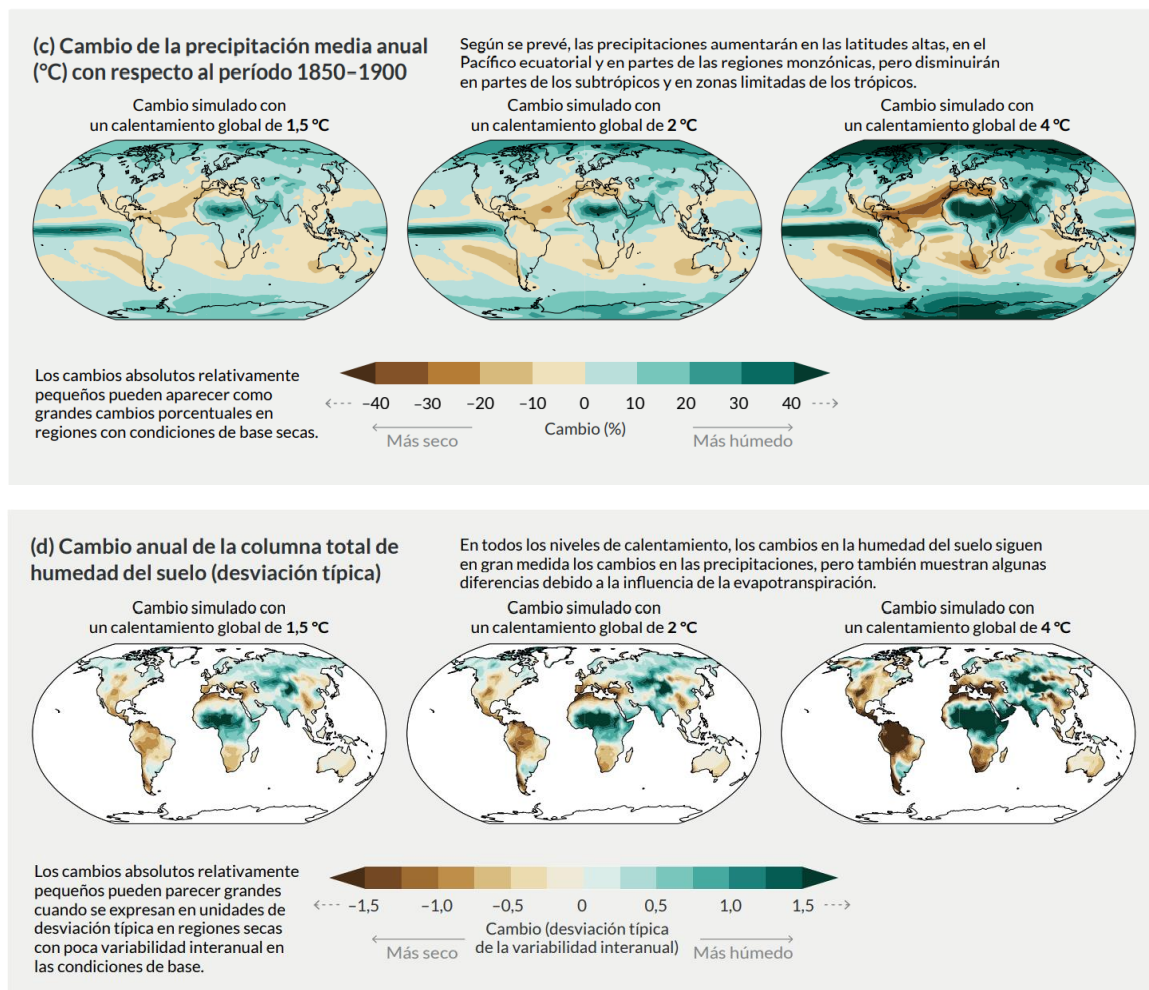 (c) Cambio de la precipitación media anual
(°C) con respecto al período 1850–1900
Según se prevé, las precipitaciones aumentarán en las latitudes altas, en el
Pacífico ecuatorial y en partes de las regiones monzónicas, pero disminuirán
en partes de los subtrópicos y en zonas limitadas de los trópicos.
Cambio simulado con
un calentamiento global de 1,5 °C
Cambio simulado con
un calentamiento global de 2 °C
Cambio simulado con
un calentamiento global de 4 °C
Los cambios absolutos relativamente
pequeños pueden aparecer como
grandes cambios porcentuales en
regiones con condiciones de base secas.
–40 –30 –20 –10 0 10 20 30 40
Cambio (%)
Más seco
Más húmedo
(d) Cambio anual de la columna total de
humedad del suelo (desviación típica)
En todos los niveles de calentamiento, los cambios en la humedad del suelo siguen
en gran medida los cambios en las precipitaciones, pero también muestran algunas
diferencias debido a la influencia de la evapotranspiración.
Cambio simulado con
un calentamiento global de 1,5 °C
Cambio simulado con
un calentamiento global de 2 °C
Cambio simulado con
un calentamiento global de 4 °C
Los cambios absolutos relativamente
pequeños pueden parecer grandes
cuando se expresan en unidades de
desviación típica en regiones secas
con poca variabilidad interanual en
las condiciones de base.
–1,5 –1,0 –0,5 0 0,5 1,0 1,5
Cambio (desviación típica
de la variabilidad interanual)
Más seco
Más húmedo